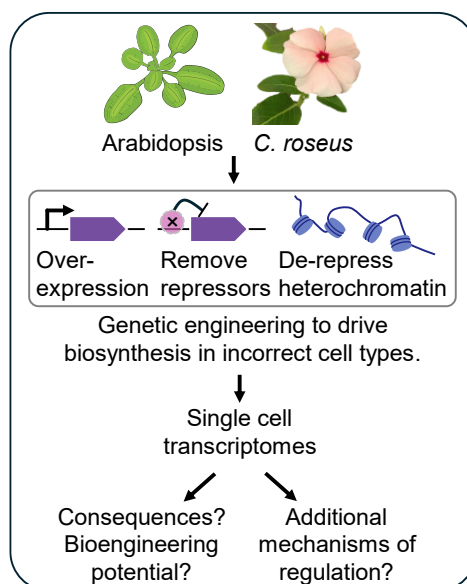 Arabidopsis C. roseus
Over-
expression
Remove
repressors
De-repress
heterochromatin
Genetic engineering to drive
biosynthesis in incorrect cell types.
Single cell
transcriptomes
Consequences?
Bioengineering
potential?
Additional
mechanisms of
regulation?